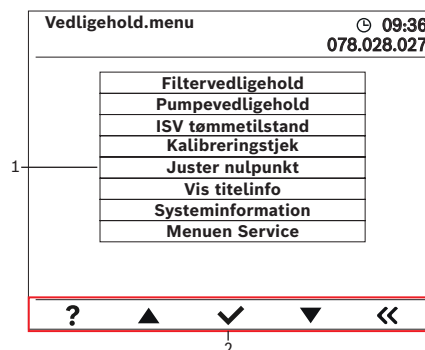 Vedligehold.menu 09:36
078.028.027
Filtervedligehold
Pumpevedligehold
ISV tømmetilstand
Kalibreringstjek
1 Juster nulpunkt
Vis titelinfo
Systeminformation
Menuen Service
?
2